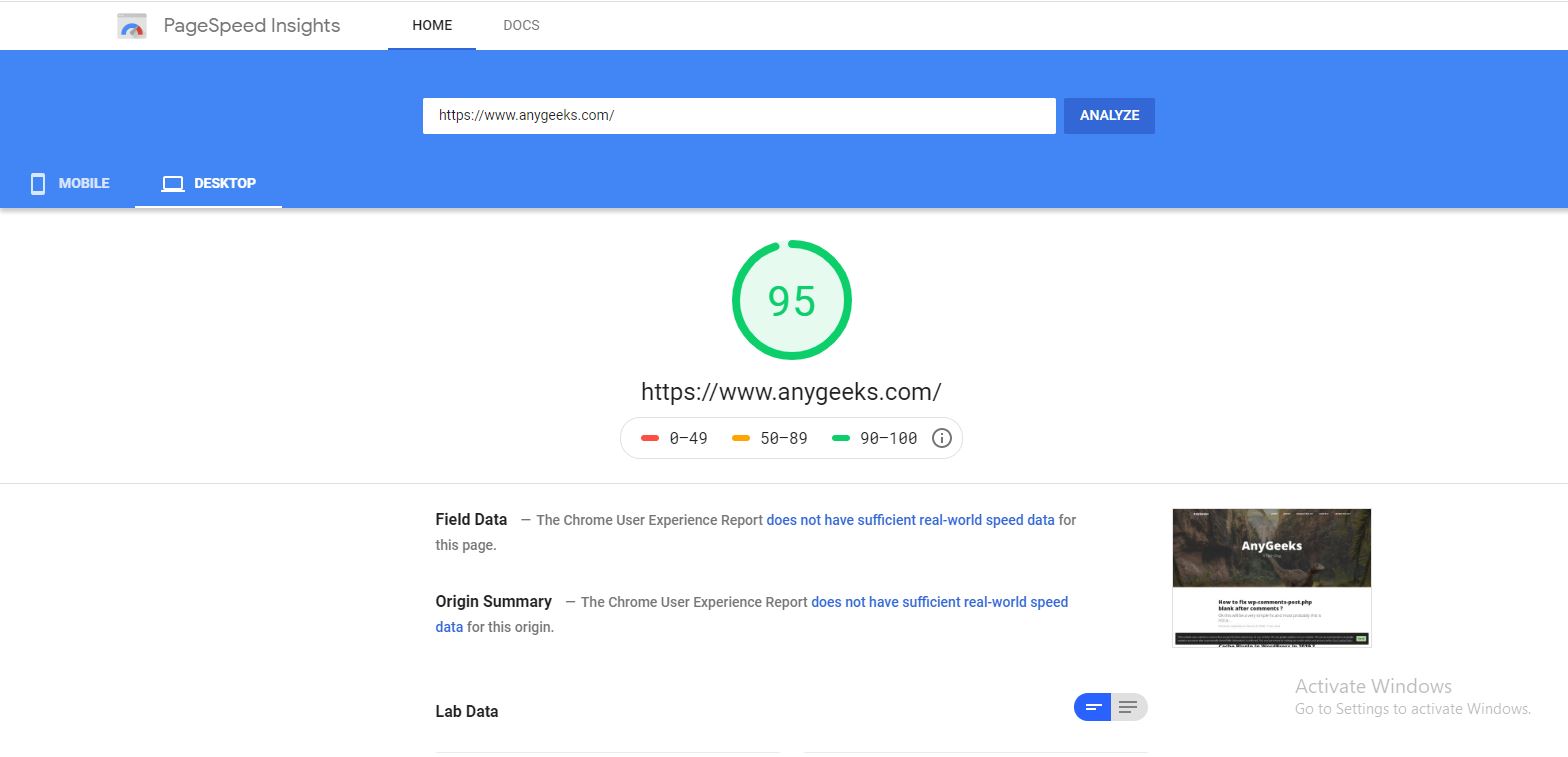 PageSpeed Insights HOME DOCS
https://www.anygeeks.com/ ANALYZE
MOBILE DESKTOP
95
https://www.anygeeks.com/
0–49 50–89 90–100
Field Data — The Chrome User Experience Report does not have sufficient real-world speed data for
this page.
Origin Summary — The Chrome User Experience Report does not have sufficient real-world speed
data for this origin.
AnyGeeks
How to fix wp-comments-post.php
blank after comments ?
Activate Windows
Go to Settings to activate Windows.
Lab Data